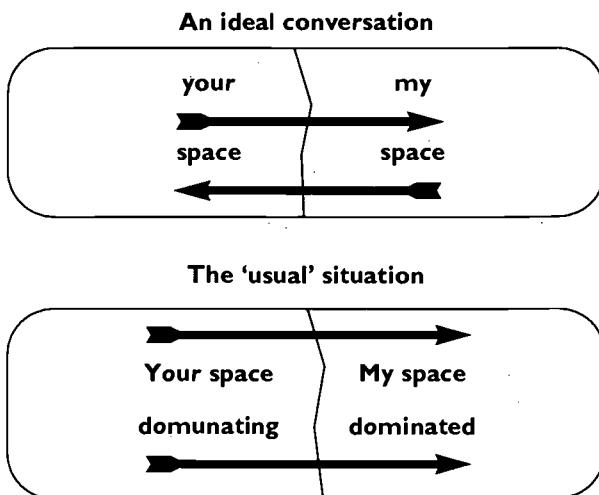 An ideal conversation
your my
space space
The ‘usual’ situation
Your space My space
domunating dominated